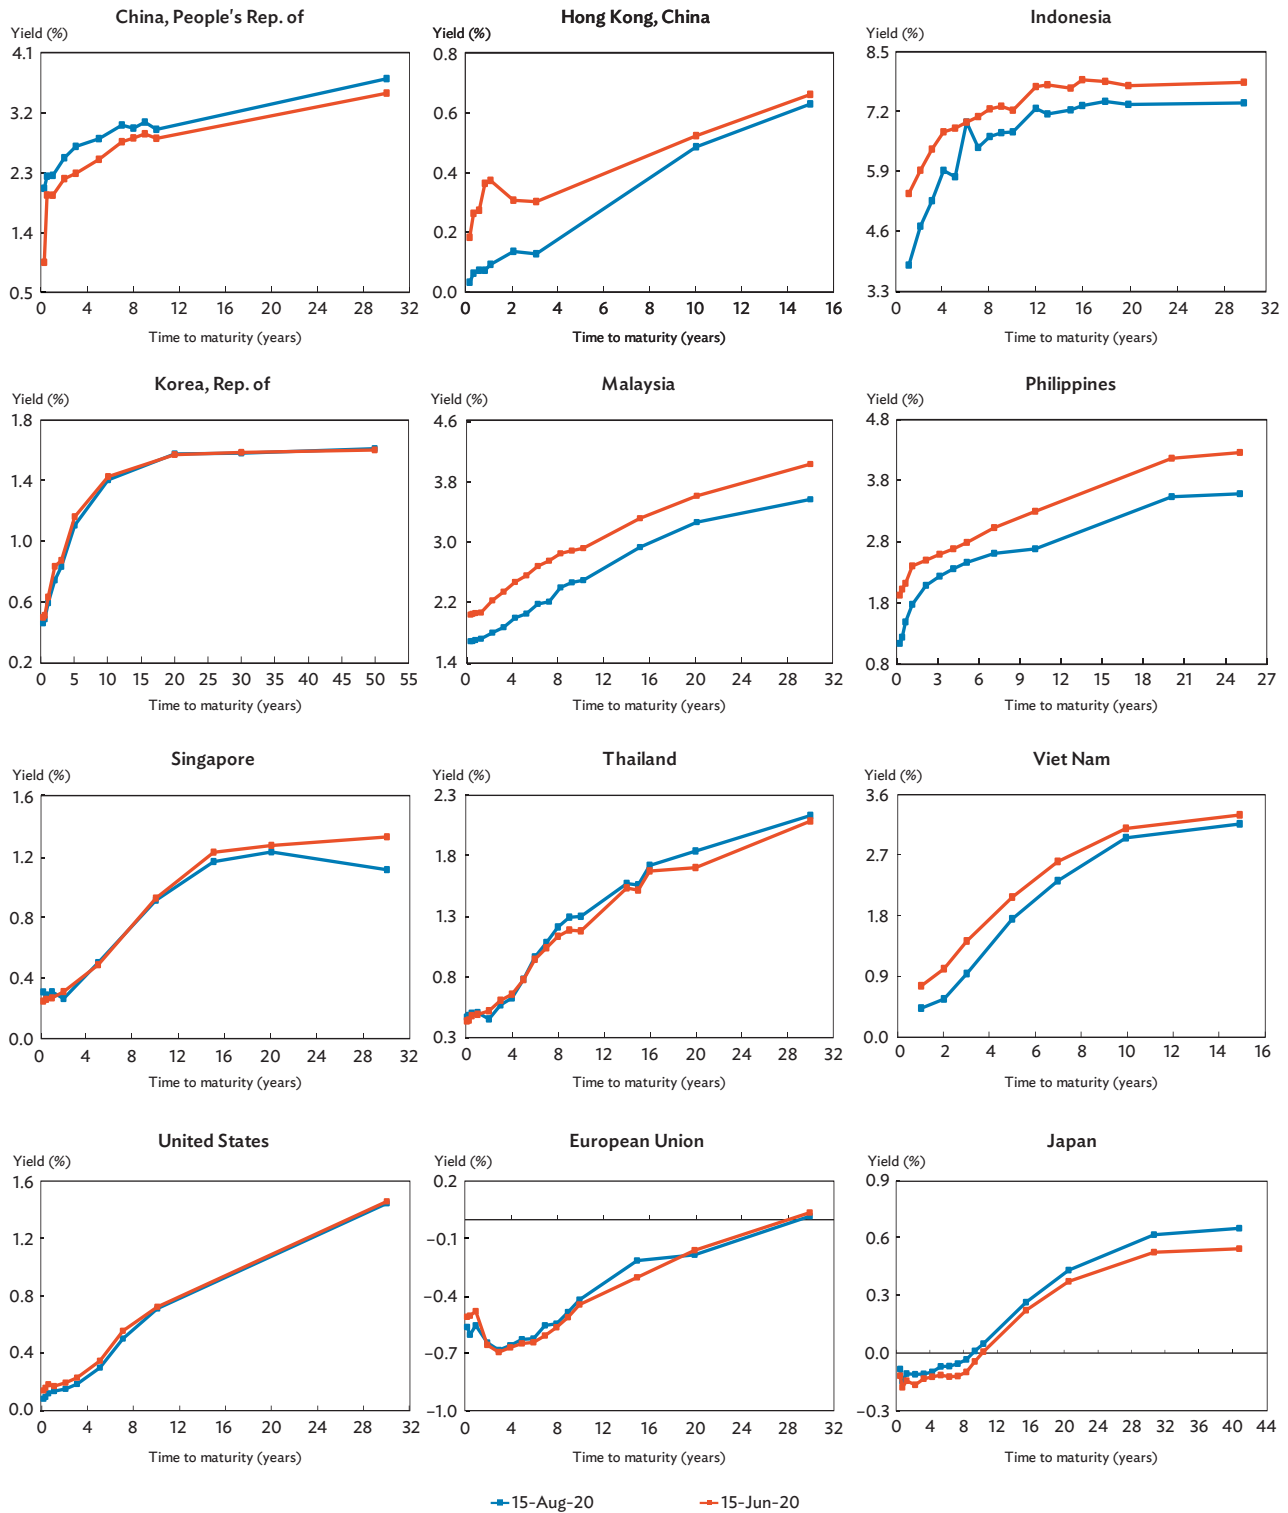 China, People's Rep. of
Yield (%)
4.1
3.2
2.3
1.4
0.5
0 4 8 12 16 20 24 28 32
Time to maturity (years)
Hong Kong, China
Yield (%)
0.8
0.6
0.4
0.2
0.0
0 2 4 6 8 10 12 14 16
Time to maturity (years)
Indonesia
Yield (%)
8.5
7.2
5.9
4.6
3.3
0 4 8 12 16 20 24 28 32
Time to maturity (years)
Korea, Rep. of
Yield (%)
1.8
1.4
1.0
0.6
0.2
0 5 10 15 20 25 30 35 40 45 50 55
Time to maturity (years)
Malaysia
Yield (%)
4.6
3.8
3.0
2.2
1.4
0 4 8 12 16 20 24 28 32
Time to maturity (years)
Philippines
Yield (%)
4.8
3.8
2.8
1.8
0.8
0 3 6 9 12 15 18 21 24 27
Time to maturity (years)
Singapore
Yield (%)
1.6
1.2
0.8
0.4
0.0
0 4 8 12 16 20 24 28 32
Time to maturity (years)
Thailand
Yield (%)
2.3
1.8
1.3
0.8
0.3
0 4 8 12 16 20 24 28 32
Time to maturity (years)
Viet Nam
Yield (%)
3.6
2.7
1.8
0.9
0.0
0 2 4 6 8 10 12 14 16
Time to maturity (years)
United States
Yield (%)
1.6
1.2
0.8
0.4
0.0
0 4 8 12 16 20 24 28 32
Time to maturity (years)
European Union
Yield (%)
0.2
−0.1
−0.4
−0.7
−1.0
0 4 8 12 16 20 24 28 32
Time to maturity (years)
Japan
Yield (%)
0.9
0.6
0.3
0.0
−0.3
0 4 8 12 16 20 24 28 32 36 40 44
Time to maturity (years)
15-Aug-20 15-Jun-20